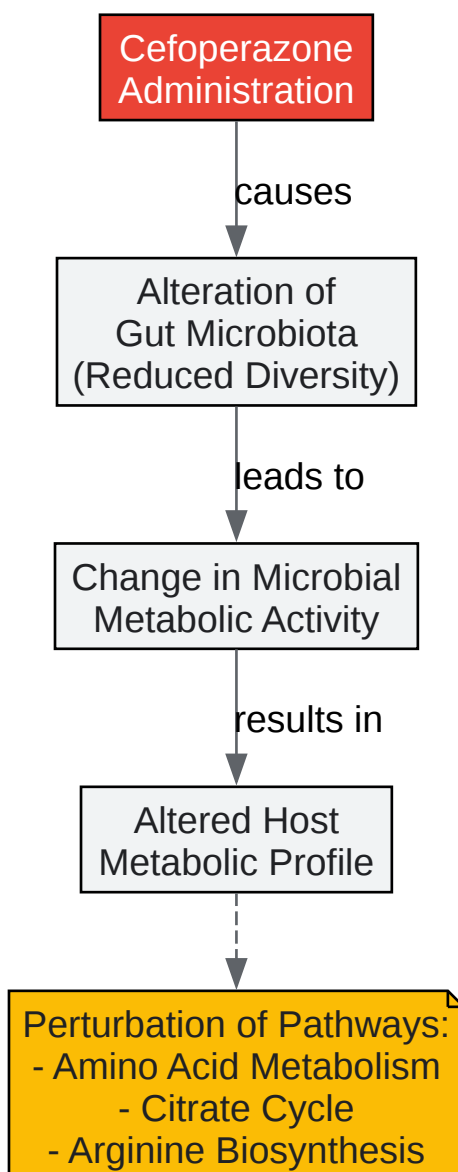 Cefoperazone
Administration
causes
Alteration of
Gut Microbiota
(Reduced Diversity)
leads to
Change in Microbial
Metabolic Activity
results in
Altered Host
Metabolic Profile
Perturbation of Pathways:
- Amino Acid Metabolism
- Citrate Cycle
- Arginine Biosynthesis